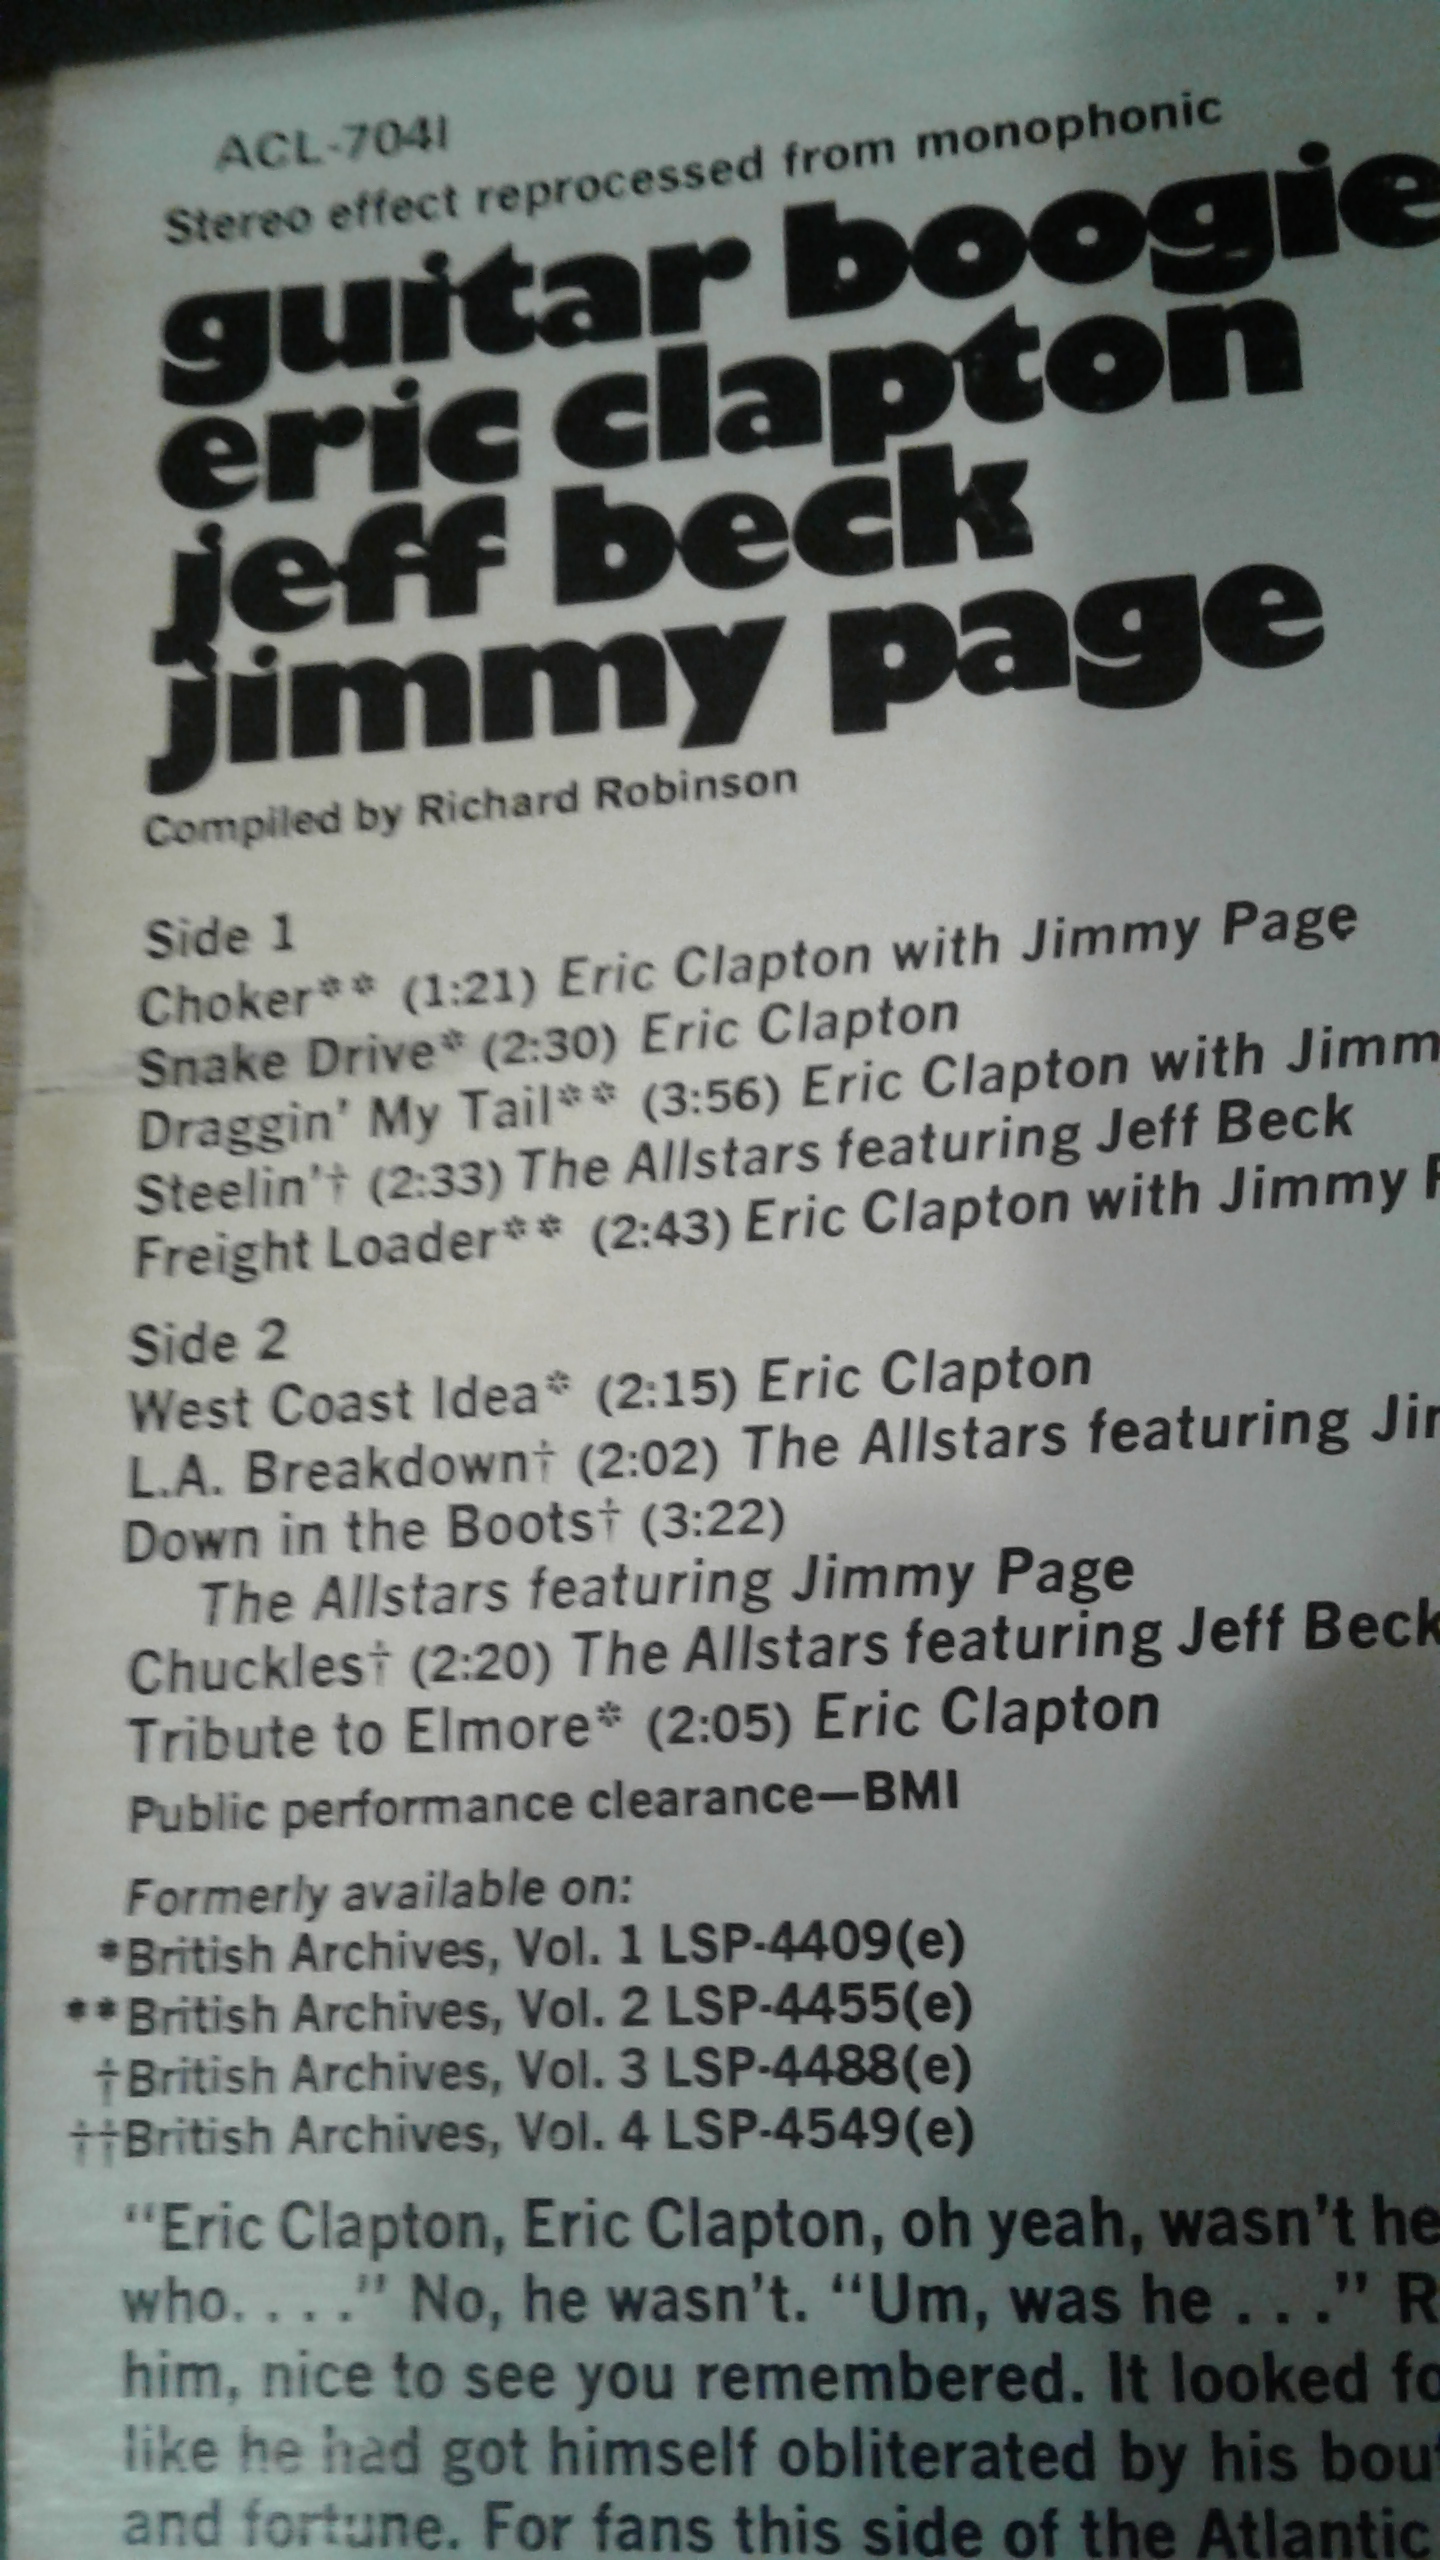 ACL-7041
Stereo effect reprocessed from monophonic
guitar boogie
eric clapton
jeff beck
jimmy page
Compiled by Richard Robinson
Side 1
Choker** (1:21) Eric Clapton with Jimmy Page
Snake Drive* (2:30) Eric Clapton
Draggin' My Tail** (3:56) Eric Clapton with Jimm
Steelin'† (2:33) The Allstars featuring Jeff Beck
Freight Loader** (2:43) Eric Clapton with Jimmy P
Side 2
West Coast Idea* (2:15) Eric Clapton
L.A. Breakdown† (2:02) The Allstars featuring Jim
Down in the Boots† (3:22)
The Allstars featuring Jimmy Page
Chuckles† (2:20) The Allstars featuring Jeff Beck
Tribute to Elmore* (2:05) Eric Clapton
Public performance clearance—BMI
Formerly available on:
*British Archives, Vol. 1 LSP-4409(e)
**British Archives, Vol. 2 LSP-4455(e)
†British Archives, Vol. 3 LSP-4488(e)
††British Archives, Vol. 4 LSP-4549(e)
"Eric Clapton, Eric Clapton, oh yeah, wasn't he
who. . . ." No, he wasn't. "Um, was he . . ." R
him, nice to see you remembered. It looked fo
like he had got himself obliterated by his bout
and fortune. For fans this side of the Atlantic